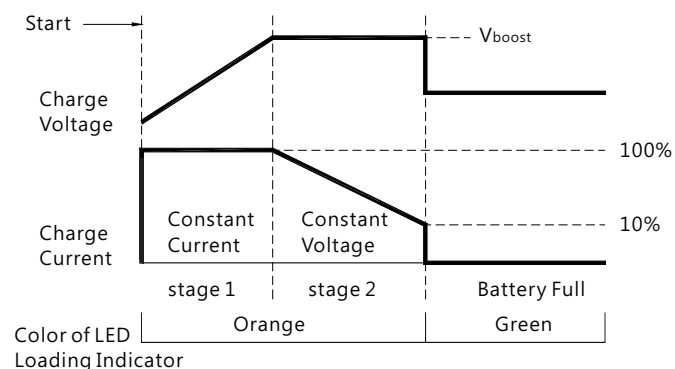 Start
Vboost
Charge
Voltage
100%
Constant
Current
Constant
Voltage
10%
Charge
Current
stage 1
stage 2
Battery Full
Orange
Green
Color of LED
Loading Indicator